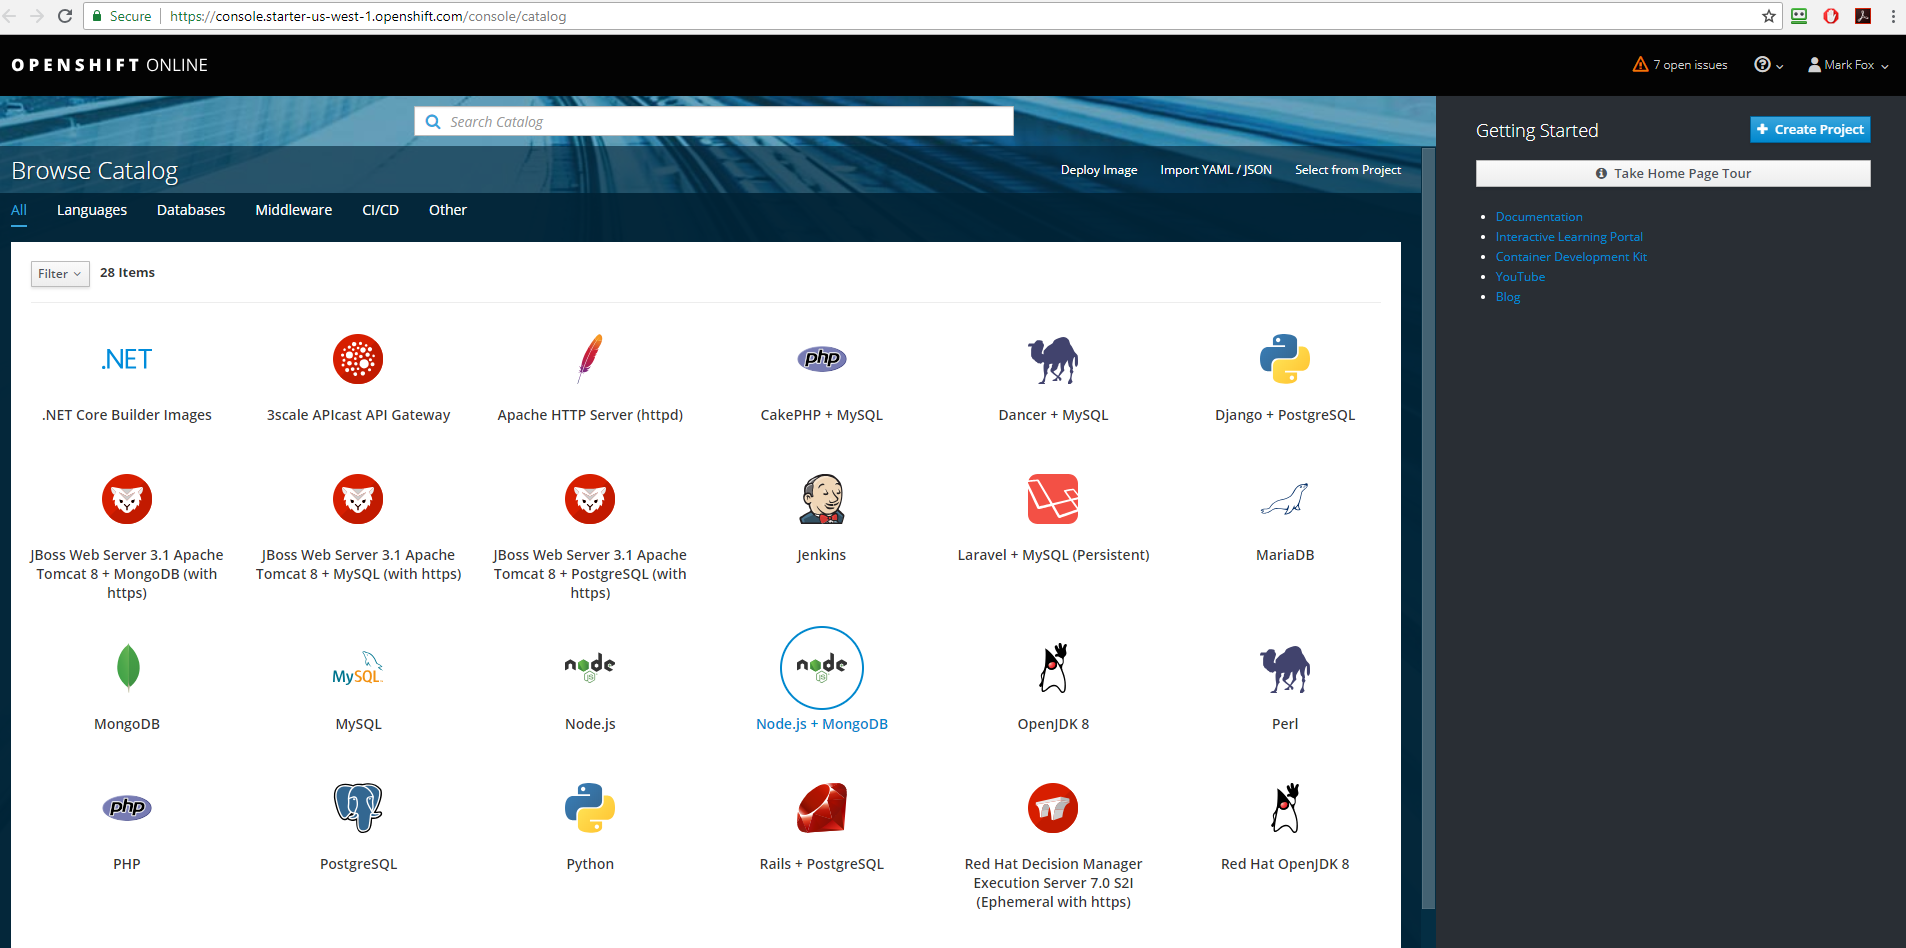 Secure https://console.starter-us-west-1.openshift.com/console/catalog
OPENSHIFT ONLINE
7 open issues
Mark Fox
Search Catalog
Browse Catalog
Deploy Image Import YAML / JSON Select from Project
All Languages Databases Middleware CI/CD Other
Filter 28 Items
.NET
php
.NET Core Builder Images
3scale APIcast API Gateway
Apache HTTP Server (httpd)
CakePHP + MySQL
Dancer + MySQL
Django + PostgreSQL
JBoss Web Server 3.1 Apache
Tomcat 8 + MongoDB (with
https)
JBoss Web Server 3.1 Apache
Tomcat 8 + MySQL (with https)
JBoss Web Server 3.1 Apache
Tomcat 8 + PostgreSQL (with
https)
Jenkins
Laravel + MySQL (Persistent)
MariaDB
MySQL
node
JS
node
JS
MongoDB
MySQL
Node.js
Node.js + MongoDB
OpenJDK 8
Perl
php
PHP
PostgreSQL
Python
Rails + PostgreSQL
Red Hat Decision Manager
Execution Server 7.0 S2I
(Ephemeral with https)
Red Hat OpenJDK 8
Getting Started
Create Project
Take Home Page Tour
Documentation
Interactive Learning Portal
Container Development Kit
YouTube
Blog